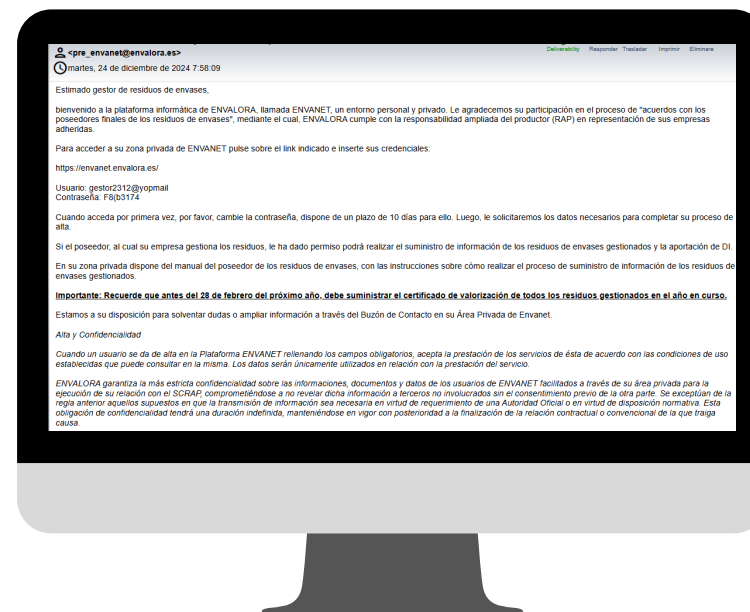 <pre_envanet@envalora.es>
Deliverability Responder Trasladar Imprimir Eliminare
martes, 24 de diciembre de 2024 7:58:09
Estimado gestor de residuos de envases,
bienvenido a la plataforma informática de ENVALORA, llamada ENVANET, un entorno personal y privado. Le agradecemos su participación en el proceso de "acuerdos con los
poseedores finales de los residuos de envases", mediante el cual, ENVALORA cumple con la responsabilidad ampliada del productor (RAP) en representación de sus empresas
adheridas.
Para acceder a su zona privada de ENVANET pulse sobre el link indicado e inserte sus credenciales:
https://envanet.envalora.es/
Usuario: gestor2312@yopmail
Contraseña: F8(b3174
Cuando acceda por primera vez, por favor, cambie la contraseña, dispone de un plazo de 10 días para ello. Luego, le solicitaremos los datos necesarios para completar su proceso de
alta.
Si el poseedor, al cual su empresa gestiona los residuos, le ha dado permiso podrá realizar el suministro de información de los residuos de envases gestionados y la aportación de DI.
En su zona privada dispone del manual del poseedor de los residuos de envases, con las instrucciones sobre cómo realizar el proceso de suministro de información de los residuos de
envases gestionados.
Importante: Recuerde que antes del 28 de febrero del próximo año, debe suministrar el certificado de valorización de todos los residuos gestionados en el año en curso.
Estamos a su disposición para solventar dudas o ampliar información a través del Buzón de Contacto en su Área Privada de Envanet.
Alta y Confidencialidad
Cuando un usuario se da de alta en la Plataforma ENVANET rellenando los campos obligatorios, acepta la prestación de los servicios de ésta de acuerdo con las condiciones de uso
establecidas que puede consultar en la misma. Los datos serán únicamente utilizados en relación con la prestación del servicio.
ENVALORA garantiza la más estricta confidencialidad sobre las informaciones, documentos y datos de los usuarios de ENVANET facilitados a través de su área privada para la
ejecución de su relación con el SCRAP, comprometiéndose a no revelar dicha información a terceros no involucrados sin el consentimiento previo de la otra parte. Se exceptúan de la
regla anterior aquellos supuestos en que la transmisión de información sea necesaria en virtud de requerimiento de una Autoridad Oficial o en virtud de disposición normativa. Esta
obligación de confidencialidad tendrá una duración indefinida, manteniéndose en vigor con posterioridad a la finalización de la relación contractual o convencional de la que traiga
causa.